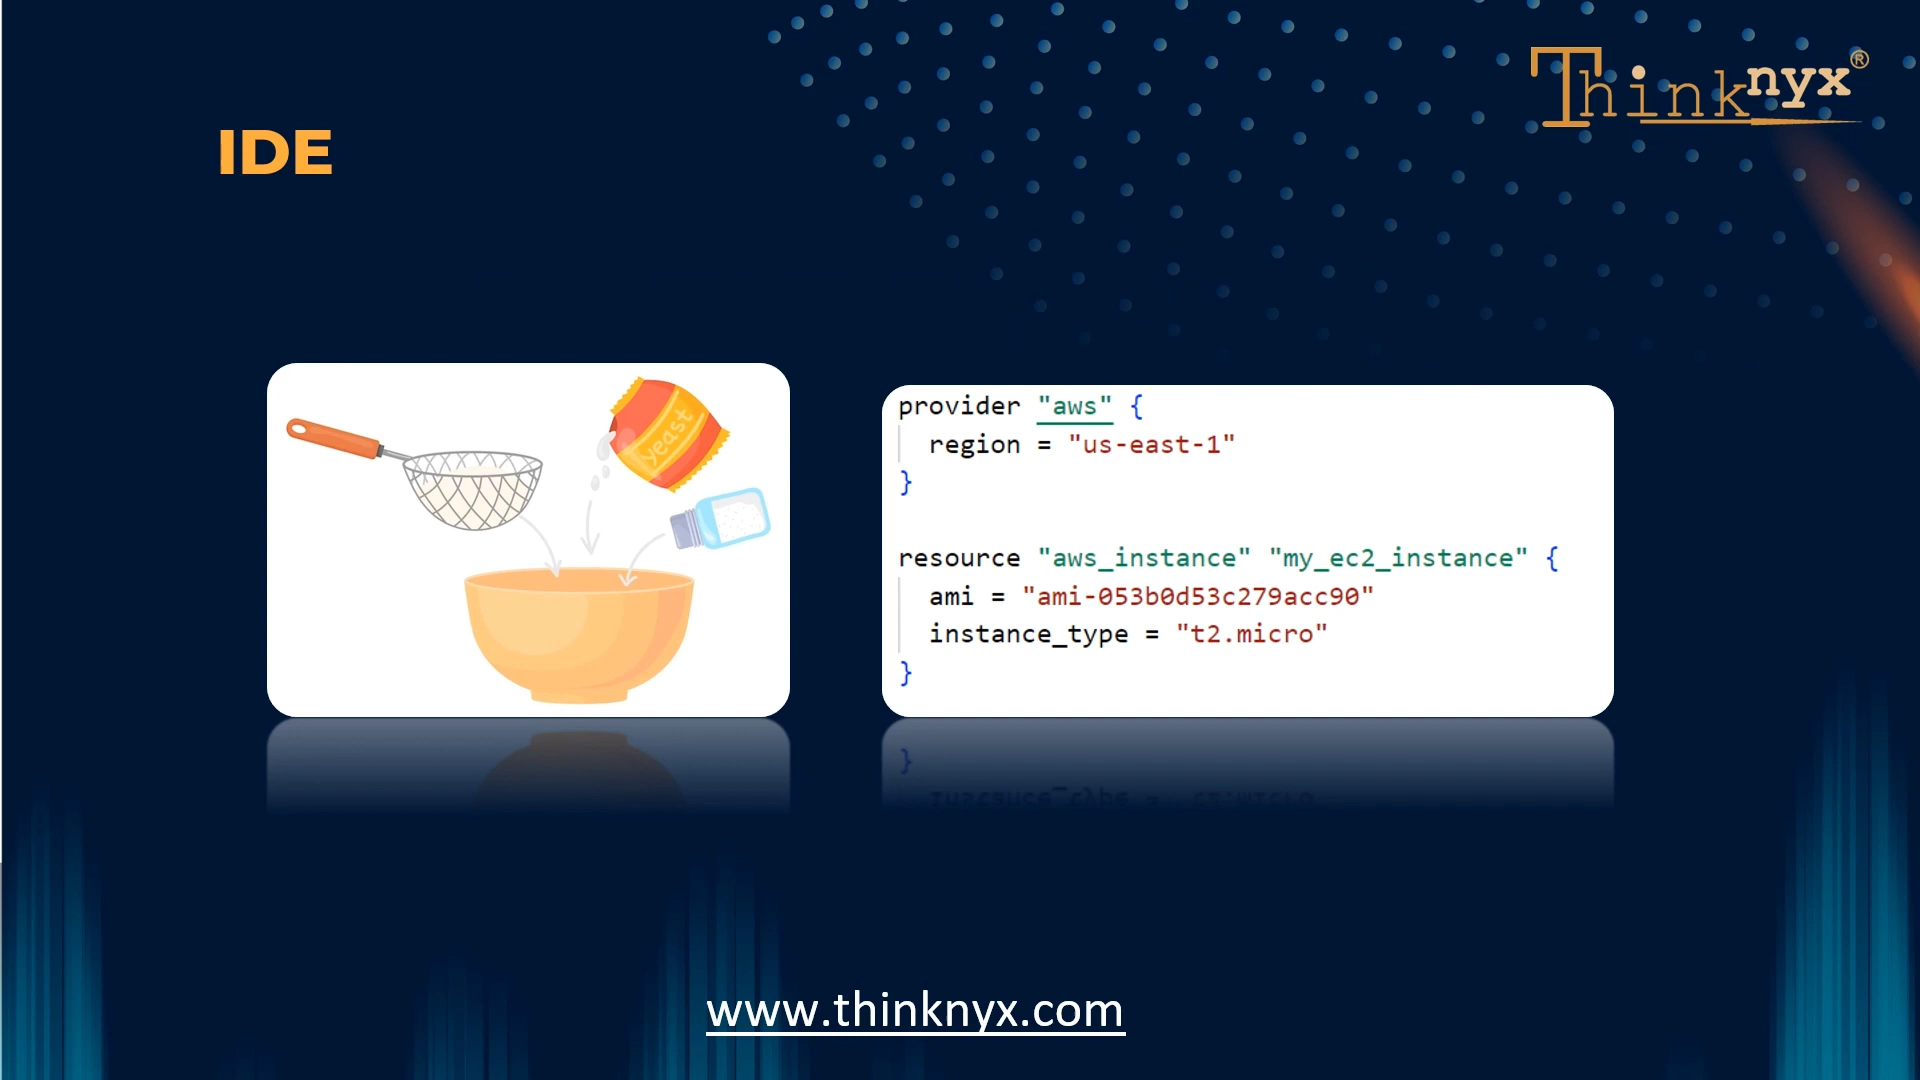 Thinknyx®
IDE
yeast
provider "aws" {
region = "us-east-1"
}
resource "aws_instance" "my_ec2_instance" {
ami = "ami-053b0d53c279acc90"
instance_type = "t2.micro"
}
www.thinknyx.com